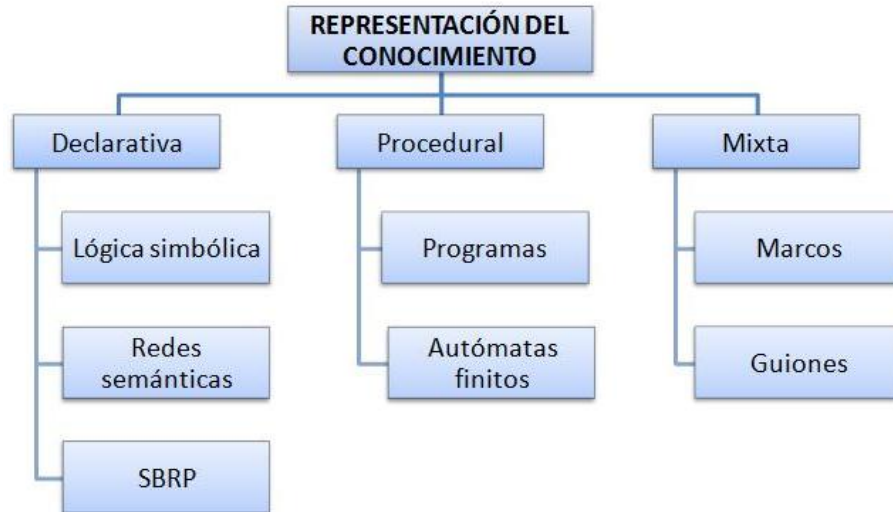 REPRESENTACIÓN DEL
CONOCIMIENTO
Declarativa
Procedural
Mixta
Lógica simbólica
Programas
Marcos
Redes
semánticas
Autómatas
finitos
Guiones
SBRP